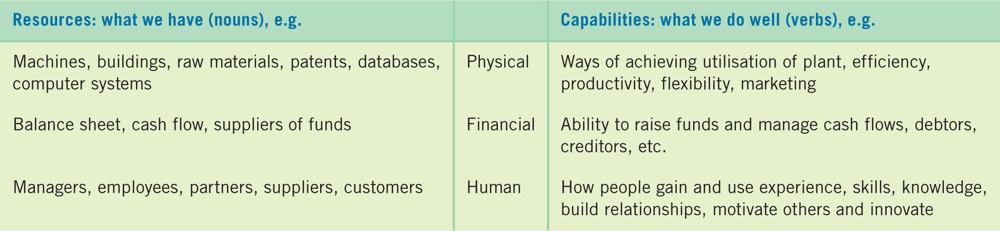 Resources: what we have (nouns), e.g.
Capabilities: what we do well (verbs), e.g.
Machines, buildings, raw materials, patents, databases,
computer systems
Physical
Ways of achieving utilisation of plant, efficiency,
productivity, flexibility, marketing
Balance sheet, cash flow, suppliers of funds
Financial
Ability to raise funds and manage cash flows, debtors,
creditors, etc.
Managers, employees, partners, suppliers, customers
Human
How people gain and use experience, skills, knowledge,
build relationships, motivate others and innovate